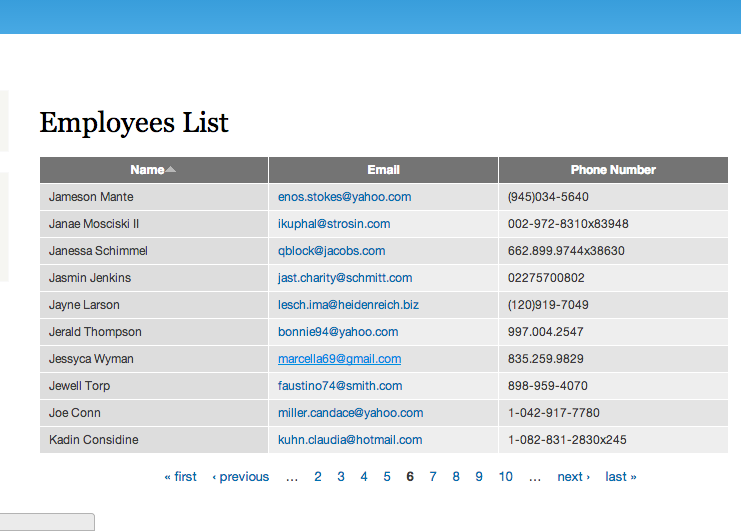 Employees List
Name Email Phone Number
Jameson Mante enos.stokes@yahoo.com (945)034-5640
Janae Mosciski II ikuphal@strosin.com 002-972-8310x83948
Janessa Schimmel qblock@jacobs.com 662.899.9744x38630
Jasmin Jenkins jast.charity@schmitt.com 02275700802
Jayne Larson lesch.ima@heidenreich.biz (120)919-7049
Jerald Thompson bonnie94@yahoo.com 997.004.2547
Jessyca Wyman marcella69@gmail.com 835.259.9829
Jewell Torp faustino74@smith.com 898-959-4070
Joe Conn miller.candace@yahoo.com 1-042-917-7780
Kadin Considine kuhn.claudia@hotmail.com 1-082-831-2830x245
« first ‹ previous … 2 3 4 5 6 7 8 9 10 … next › last »